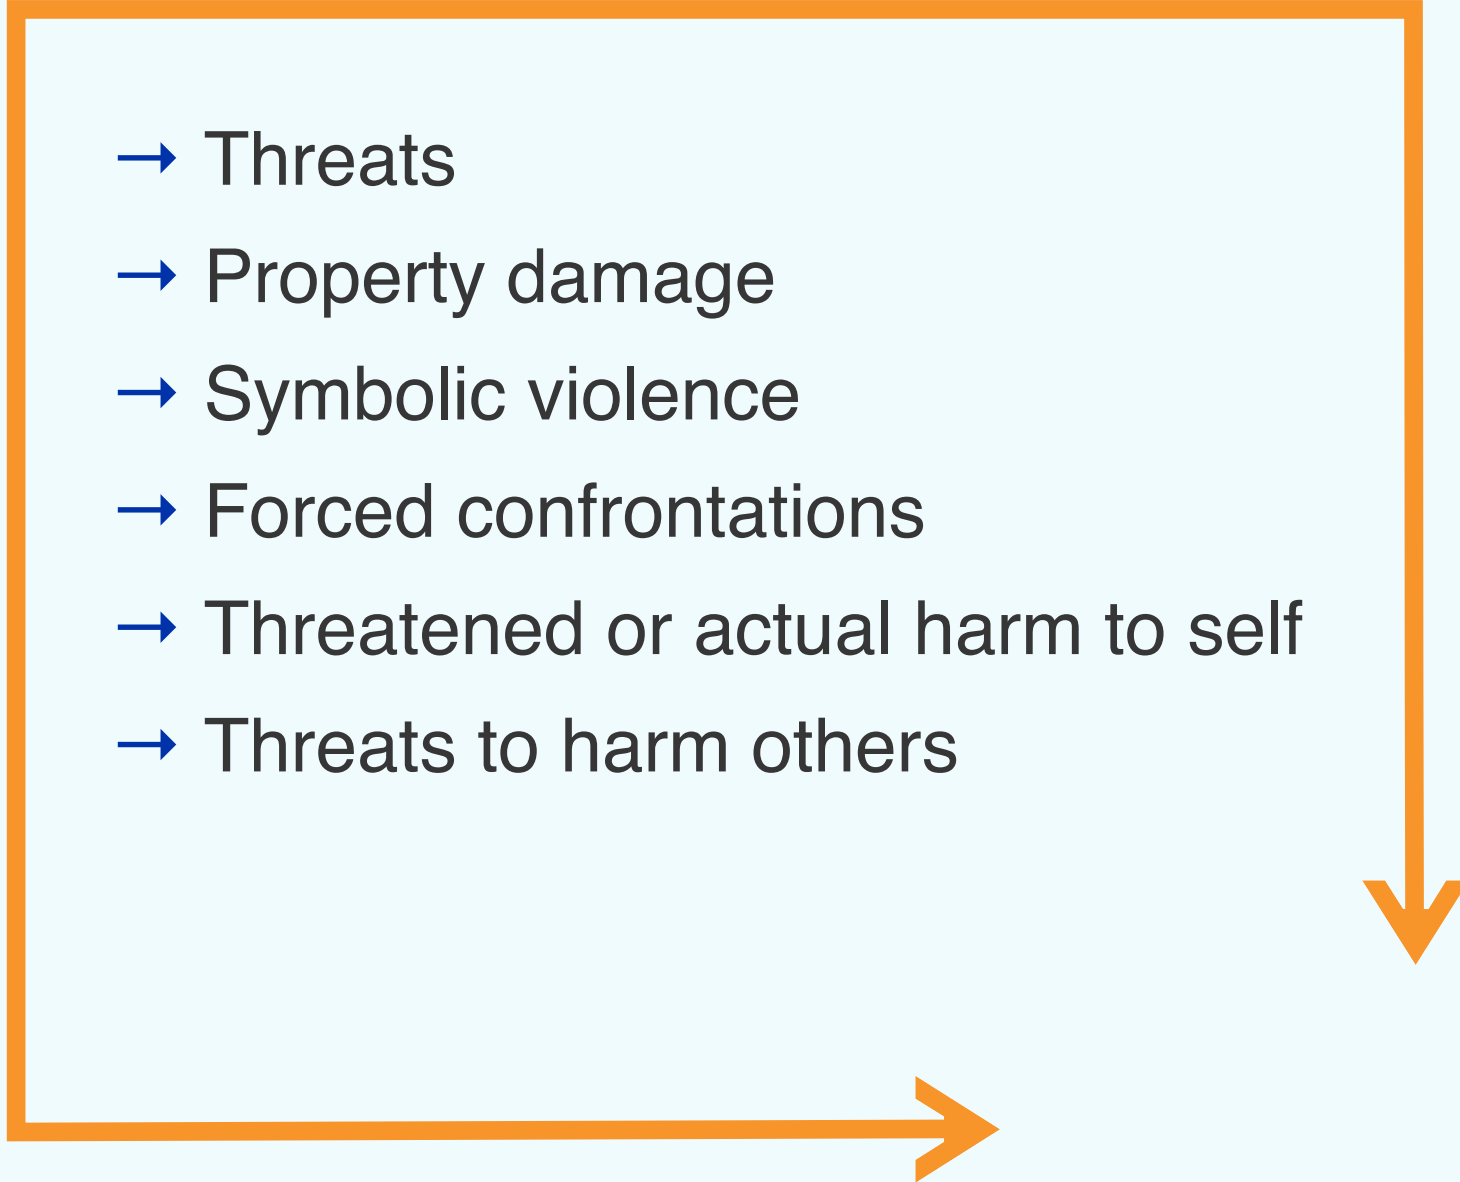 → Threats
→ Property damage
→ Symbolic violence
→ Forced confrontations
→ Threatened or actual harm to self
→ Threats to harm others